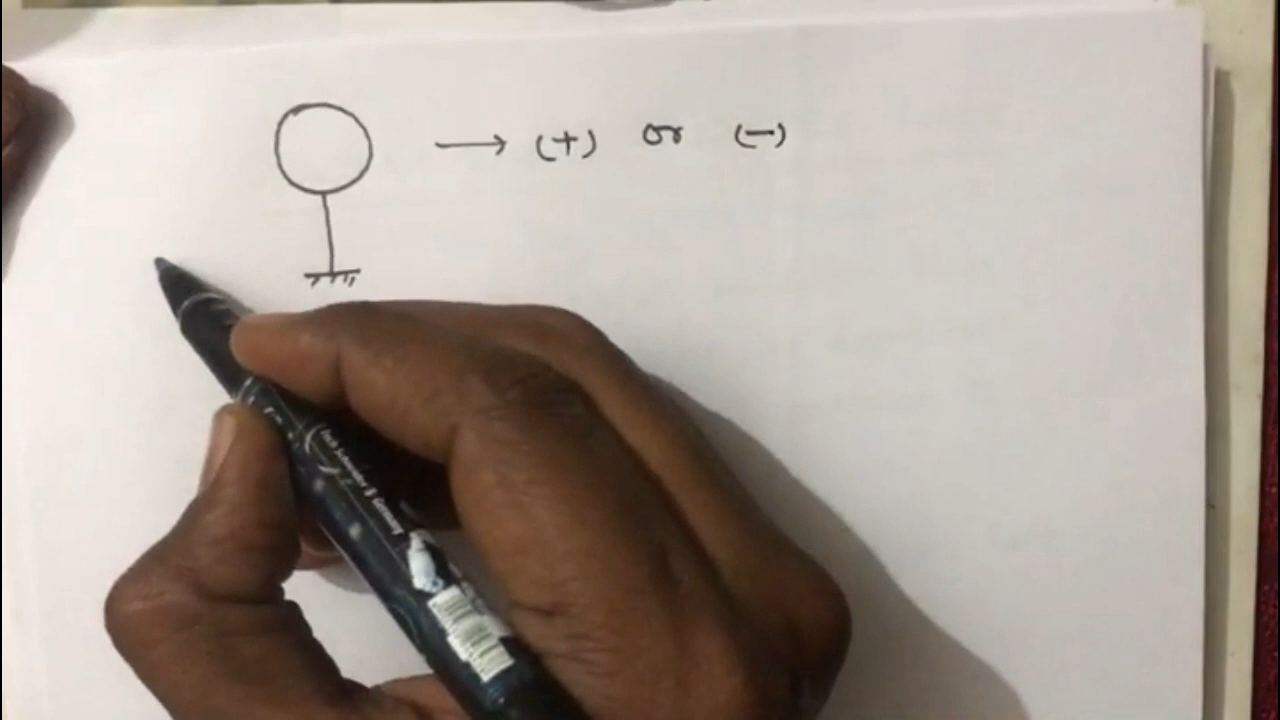 → (+) or (-)